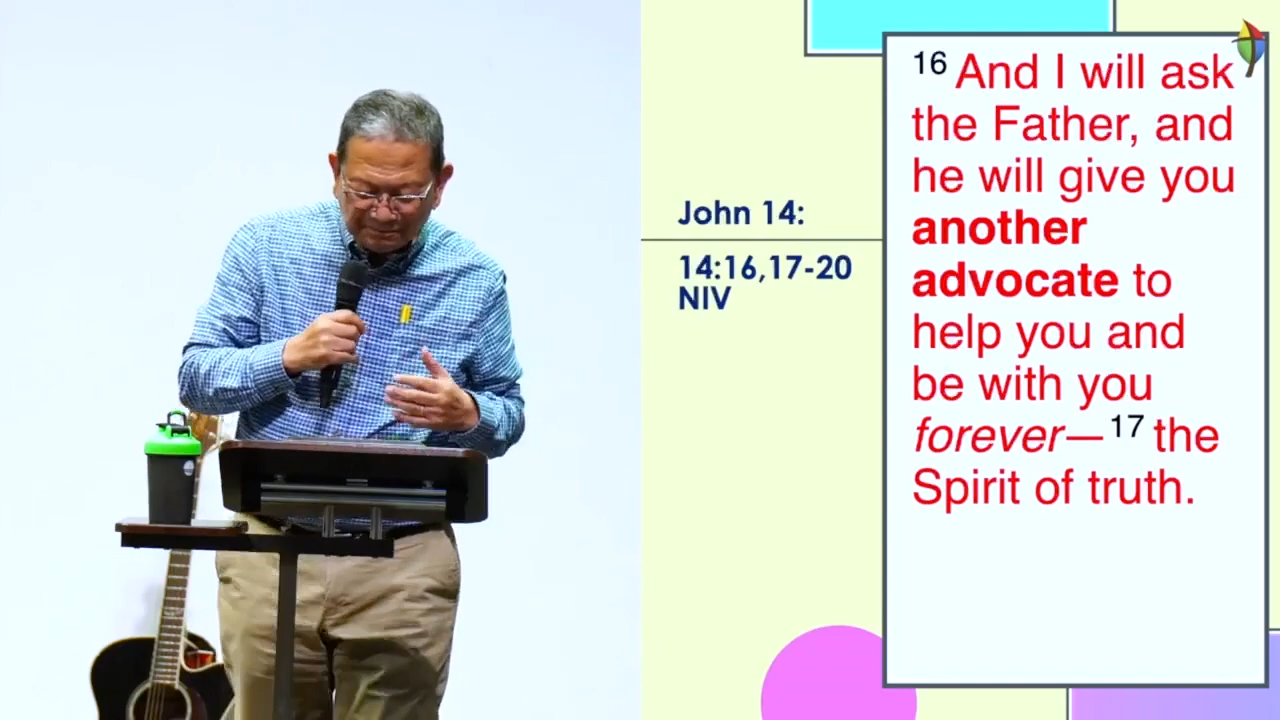 John 14:
14:16,17-20
NIV
16 And I will ask
the Father, and
he will give you
another
advocate to
help you and
be with you
forever—17 the
Spirit of truth.